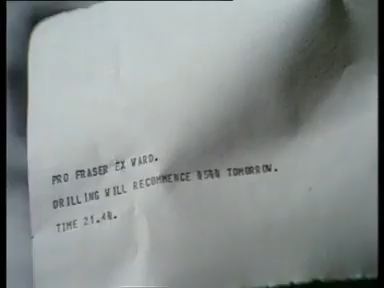 PRO FRASER EX WARD.
DRILLING WILL RECOMMENCE 0500 TOMORROW.
TIME 21.40.